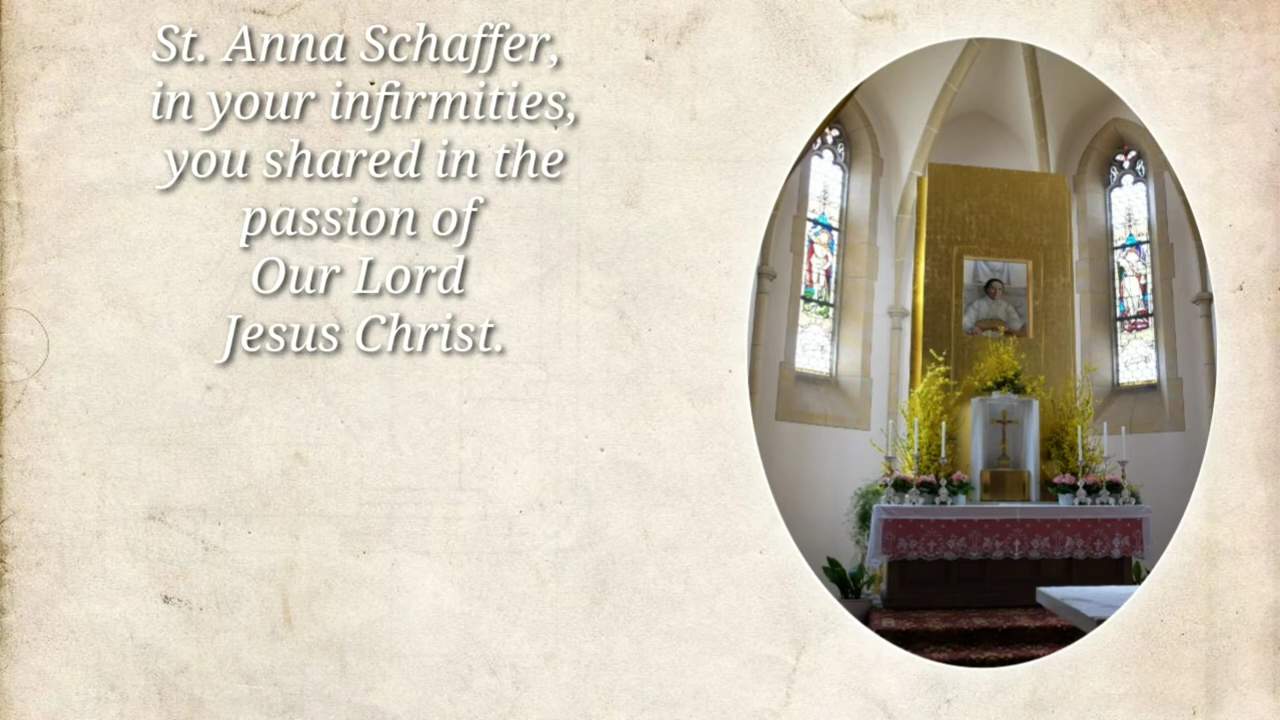 St. Anna Schaffer,
in your infirmities,
you shared in the
passion of
Our Lord
Jesus Christ.